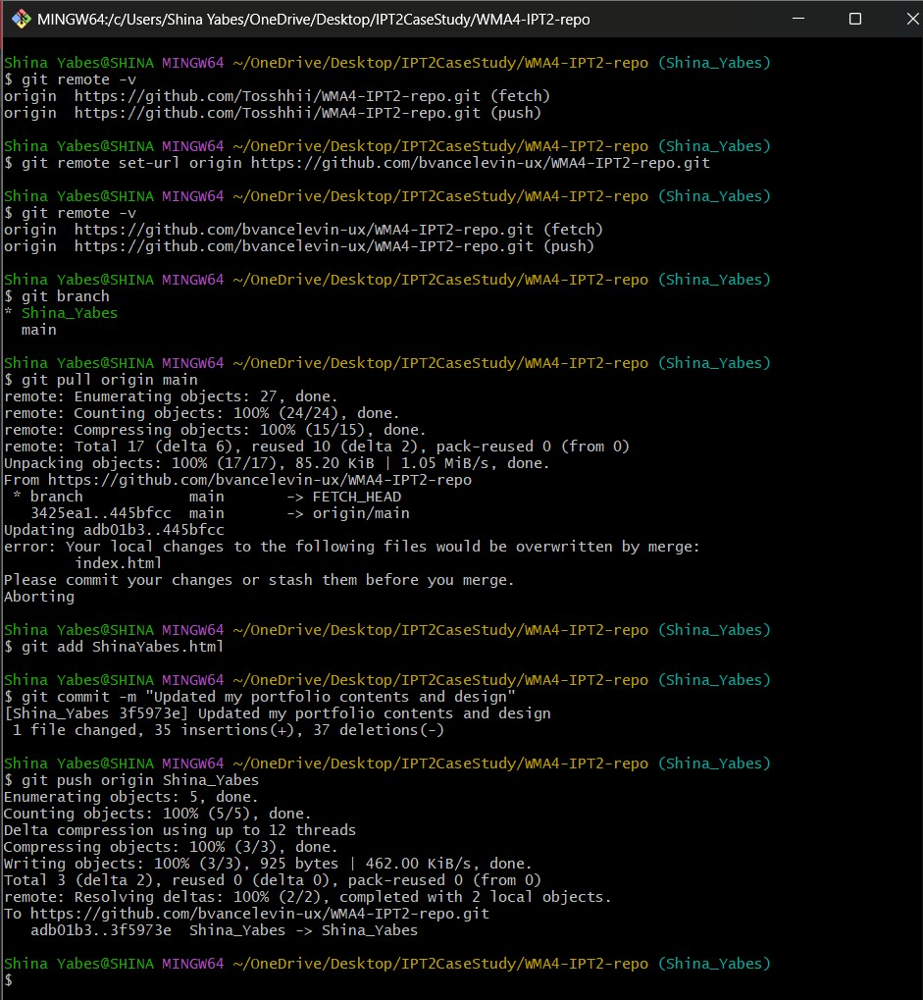 MINGW64:/c/Users/Shina Yabes/OneDrive/Desktop/IPT2CaseStudy/WMA4-IPT2-repo
Shina Yabes@SHINA MINGW64 ~/OneDrive/Desktop/IPT2CaseStudy/WMA4-IPT2-repo (Shina_Yabes)
$ git remote -v
origin  https://github.com/Tosshhii/WMA4-IPT2-repo.git (fetch)
origin  https://github.com/Tosshhii/WMA4-IPT2-repo.git (push)
Shina Yabes@SHINA MINGW64 ~/OneDrive/Desktop/IPT2CaseStudy/WMA4-IPT2-repo (Shina_Yabes)
$ git remote set-url origin https://github.com/bvancelevin-ux/WMA4-IPT2-repo.git
Shina Yabes@SHINA MINGW64 ~/OneDrive/Desktop/IPT2CaseStudy/WMA4-IPT2-repo (Shina_Yabes)
$ git remote -v
origin  https://github.com/bvancelevin-ux/WMA4-IPT2-repo.git (fetch)
origin  https://github.com/bvancelevin-ux/WMA4-IPT2-repo.git (push)
Shina Yabes@SHINA MINGW64 ~/OneDrive/Desktop/IPT2CaseStudy/WMA4-IPT2-repo (Shina_Yabes)
$ git branch
* Shina_Yabes
  main
Shina Yabes@SHINA MINGW64 ~/OneDrive/Desktop/IPT2CaseStudy/WMA4-IPT2-repo (Shina_Yabes)
$ git pull origin main
remote: Enumerating objects: 27, done.
remote: Counting objects: 100% (24/24), done.
remote: Compressing objects: 100% (15/15), done.
remote: Total 17 (delta 6), reused 10 (delta 2), pack-reused 0 (from 0)
Unpacking objects: 100% (17/17), 85.20 KiB | 1.05 MiB/s, done.
From https://github.com/bvancelevin-ux/WMA4-IPT2-repo
 * branch            main       -> FETCH_HEAD
   3425ea1..445bfcc  main       -> origin/main
Updating adb01b3..445bfcc
error: Your local changes to the following files would be overwritten by merge:
        index.html
Please commit your changes or stash them before you merge.
Aborting
Shina Yabes@SHINA MINGW64 ~/OneDrive/Desktop/IPT2CaseStudy/WMA4-IPT2-repo (Shina_Yabes)
$ git add ShinaYabes.html
Shina Yabes@SHINA MINGW64 ~/OneDrive/Desktop/IPT2CaseStudy/WMA4-IPT2-repo (Shina_Yabes)
$ git commit -m "Updated my portfolio contents and design"
[Shina_Yabes 3f5973e] Updated my portfolio contents and design
 1 file changed, 35 insertions(+), 37 deletions(-)
Shina Yabes@SHINA MINGW64 ~/OneDrive/Desktop/IPT2CaseStudy/WMA4-IPT2-repo (Shina_Yabes)
$ git push origin Shina_Yabes
Enumerating objects: 5, done.
Counting objects: 100% (5/5), done.
Delta compression using up to 12 threads
Compressing objects: 100% (3/3), done.
Writing objects: 100% (3/3), 925 bytes | 462.00 KiB/s, done.
Total 3 (delta 2), reused 0 (delta 0), pack-reused 0 (from 0)
remote: Resolving deltas: 100% (2/2), completed with 2 local objects.
To https://github.com/bvancelevin-ux/WMA4-IPT2-repo.git
   adb01b3..3f5973e  Shina_Yabes -> Shina_Yabes
Shina Yabes@SHINA MINGW64 ~/OneDrive/Desktop/IPT2CaseStudy/WMA4-IPT2-repo (Shina_Yabes)
$